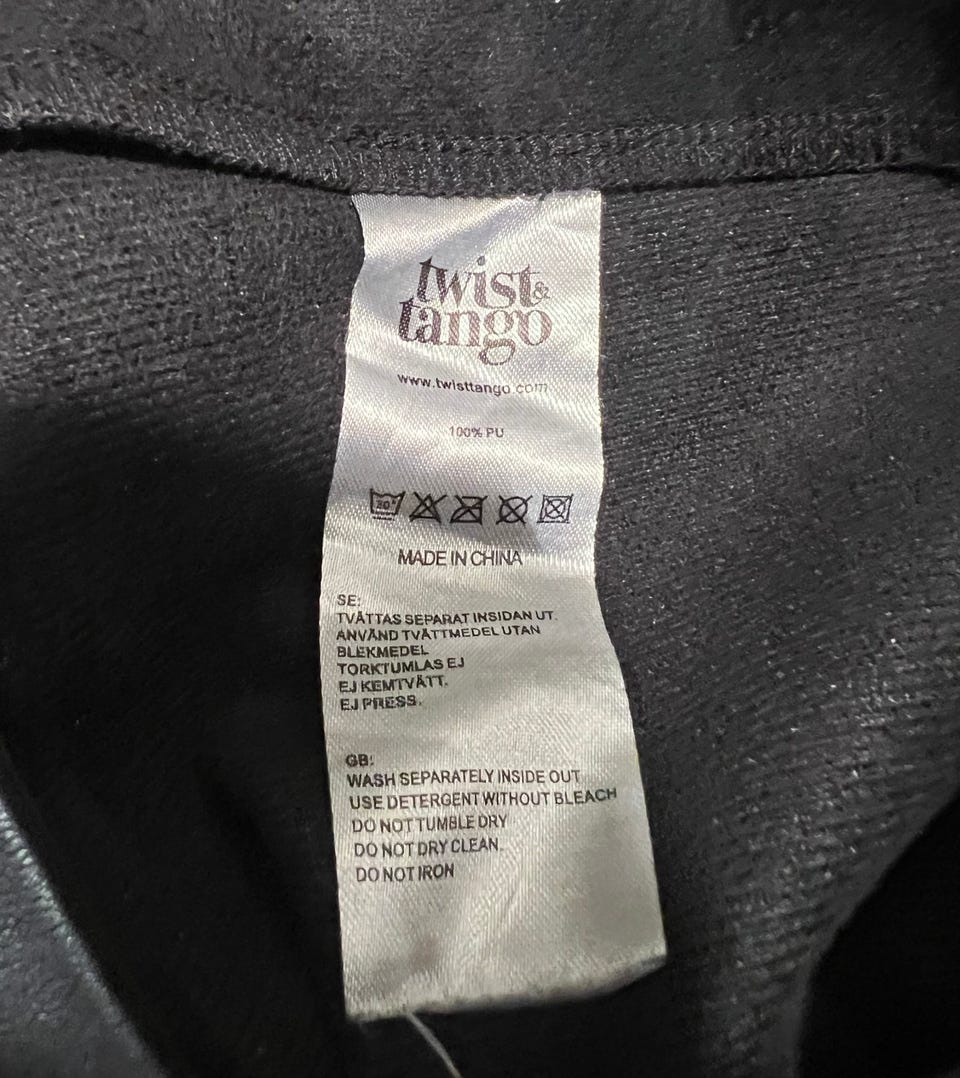 twist &
tango
www.twisttango.com
100% PU
30°
MADE IN CHINA
SE:
TVÄTTAS SEPARAT INSIDAN UT.
ANVÄND TVÄTTMEDEL UTAN
BLEKMEDEL
TORKTUMLAS EJ
EJ KEMTVÄTT.
EJ PRESS.
GB:
WASH SEPARATELY INSIDE OUT
USE DETERGENT WITHOUT BLEACH
DO NOT TUMBLE DRY
DO NOT DRY CLEAN.
DO NOT IRON